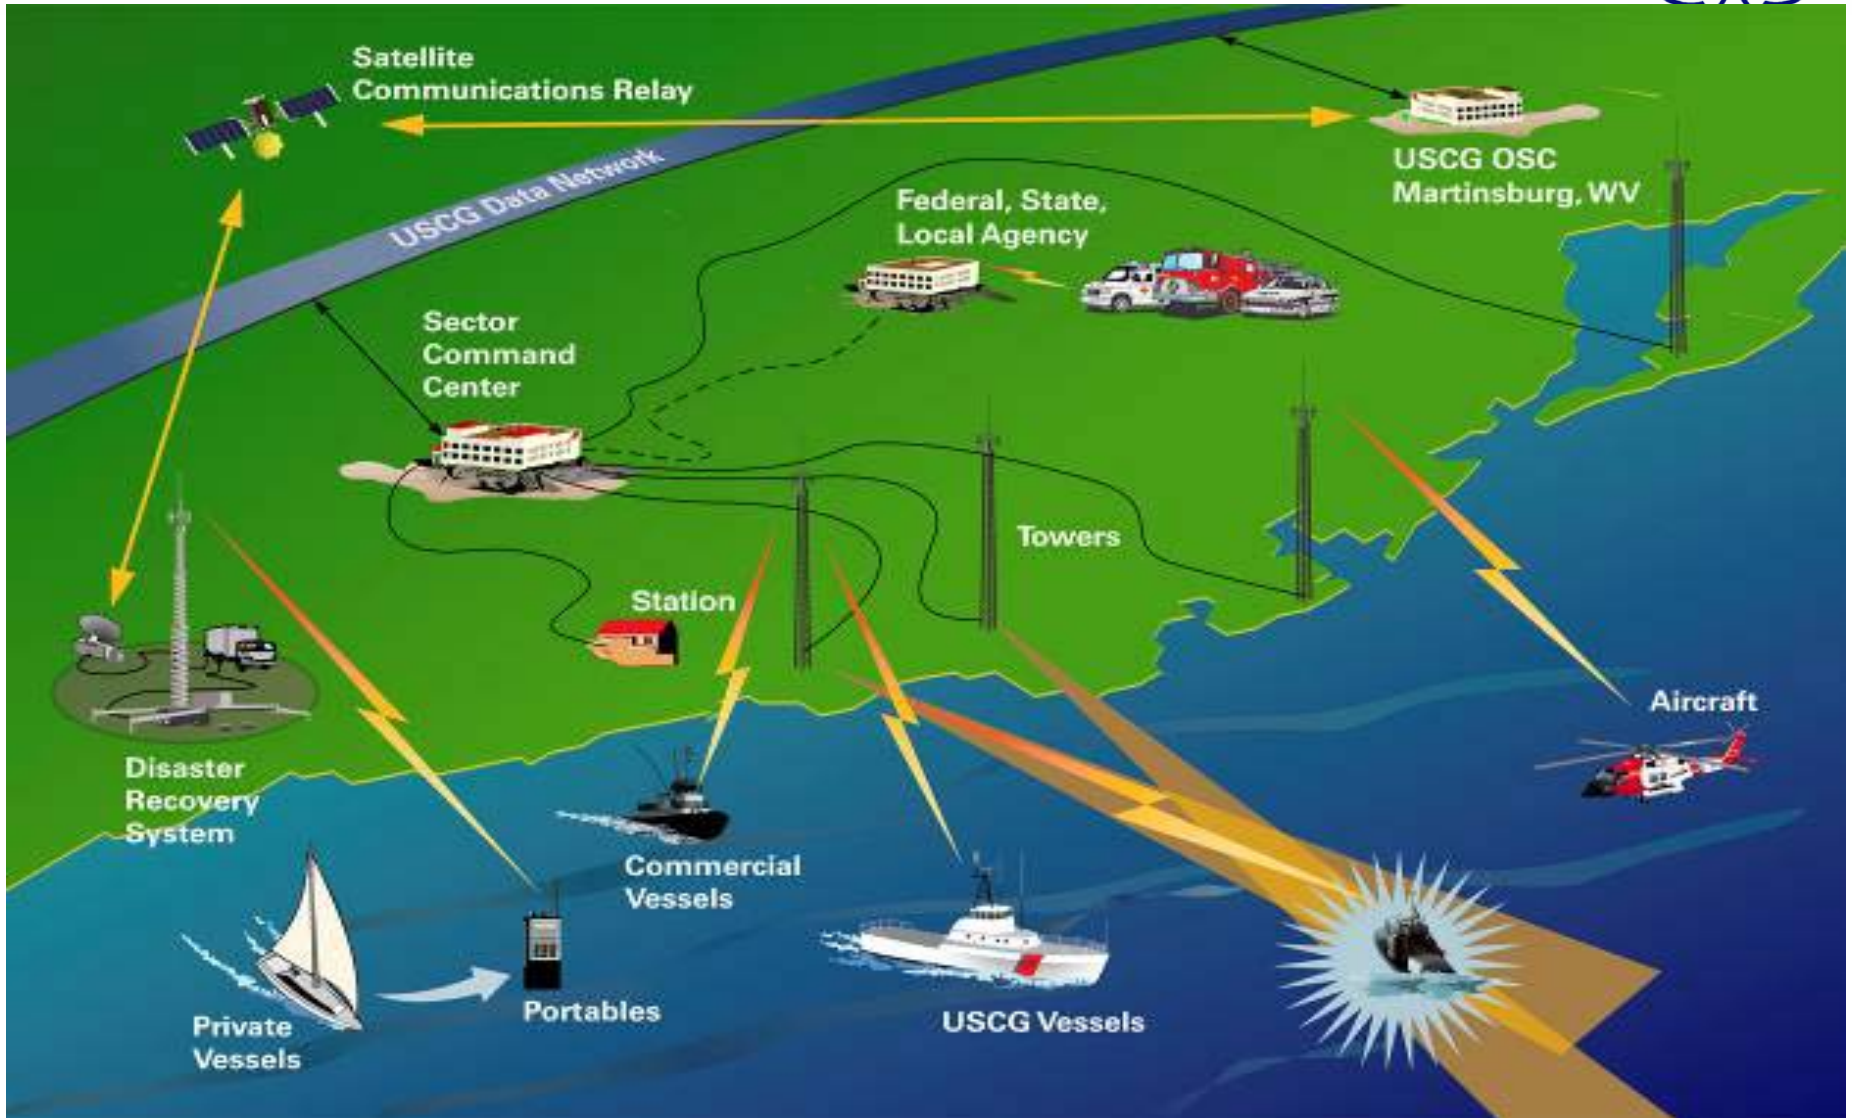 Satellite
Communications Relay
USCG Data Network
USCG OSC
Martinsburg, WV
Federal, State,
Local Agency
Sector
Command
Center
Towers
Station
Aircraft
Disaster
Recovery
System
Commercial
Vessels
Private
Vessels
Portables
USCG Vessels